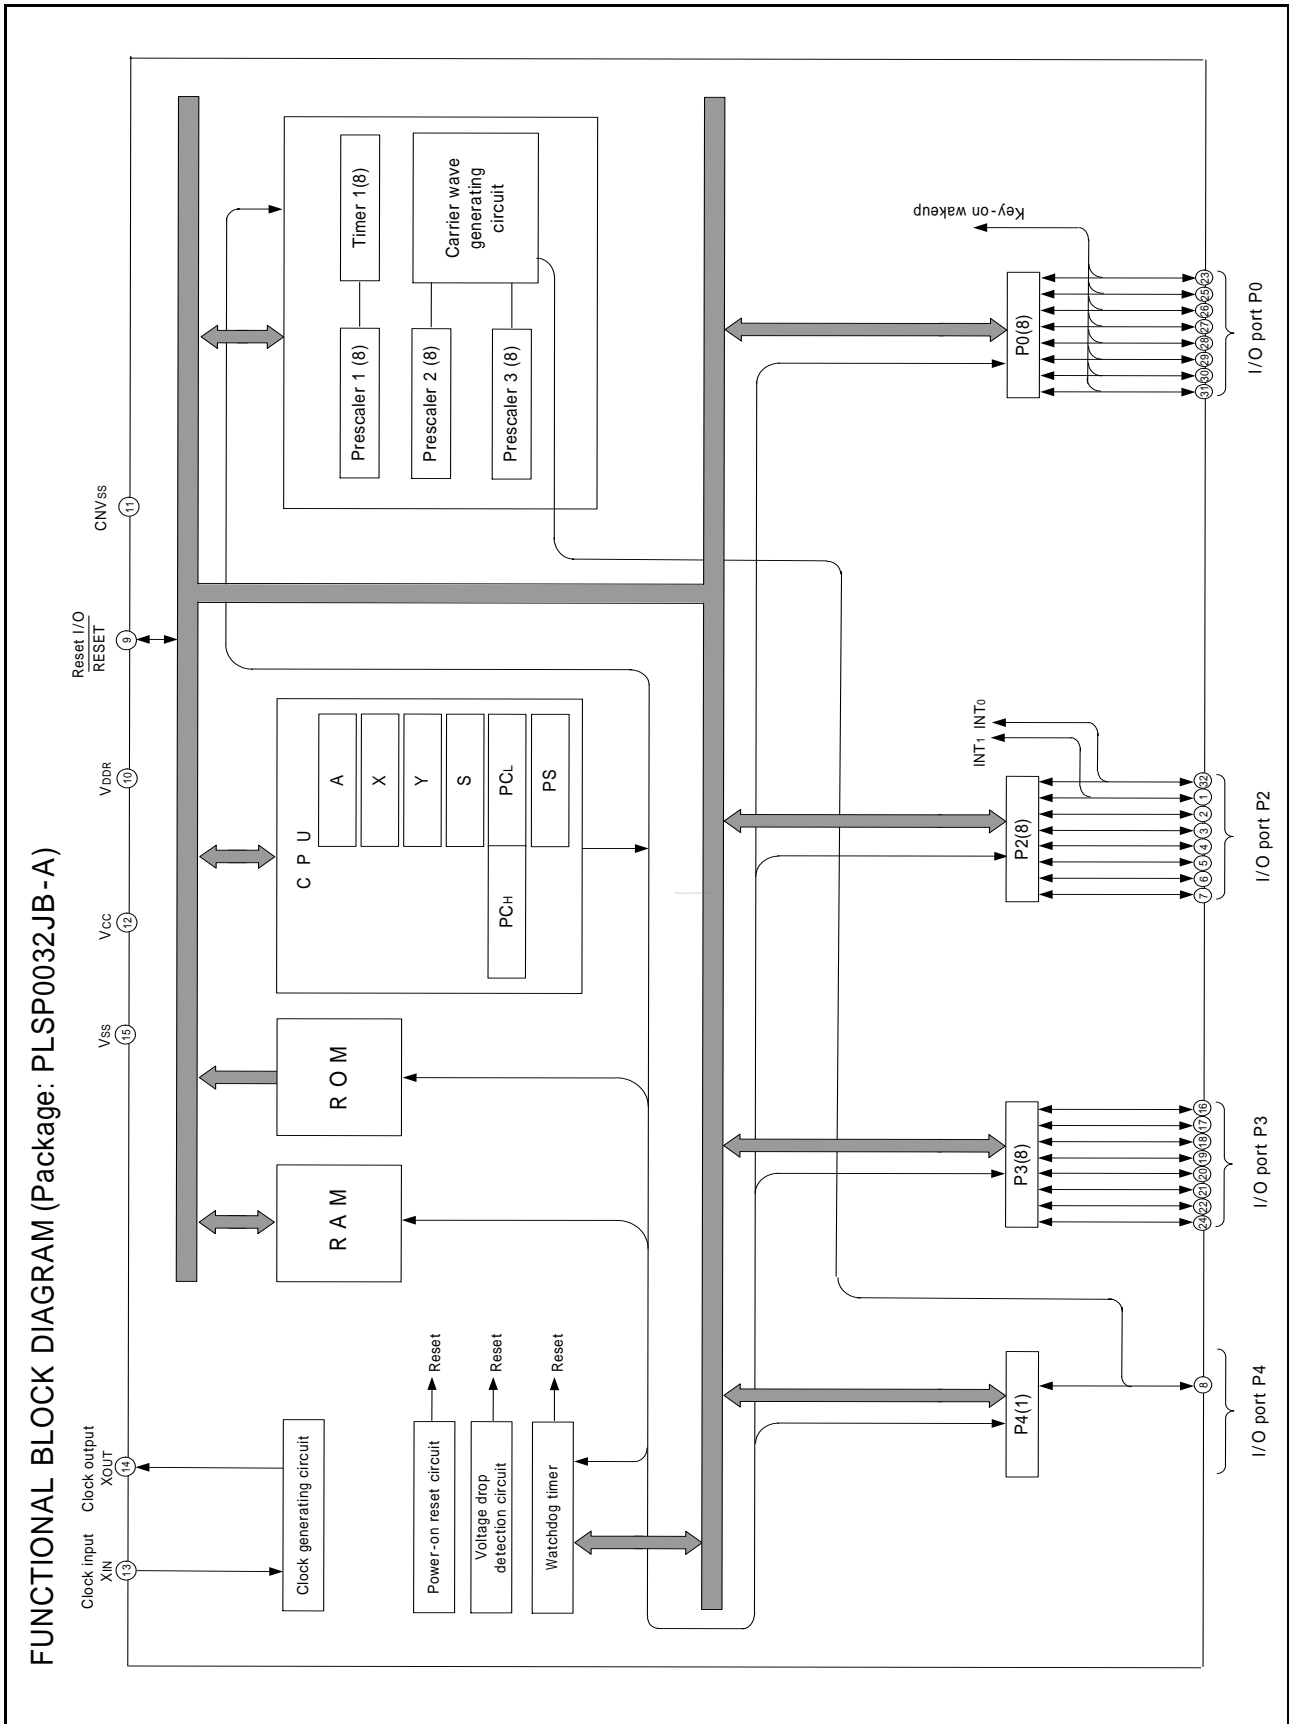 FUNCTIONAL BLOCK DIAGRAM (Package: PLSP0032JB-A)
Clock input
XIN
13
Clock output
XOUT
14
VSS
15
VCC
12
VDDR
10
Reset I/O
RESET
9
CNVSS
11
Clock generating circuit
Power-on reset circuit
Reset
Voltage drop
detection circuit
Reset
Watchdog timer
Reset
RAM
ROM
CPU
A
X
Y
S
PCH
PCL
PS
Prescaler 1 (8)
Timer 1(8)
Prescaler 2 (8)
Prescaler 3 (8)
Carrier wave
generating
circuit
P4(1)
P3(8)
P2(8)
P0(8)
INT1 INT0
Key-on wakeup
8
24 22 21 20 19 18 17 16
7 6 5 4 3 2 1 32
31 30 29 28 27 26 25 23
I/O port P4
I/O port P3
I/O port P2
I/O port P0